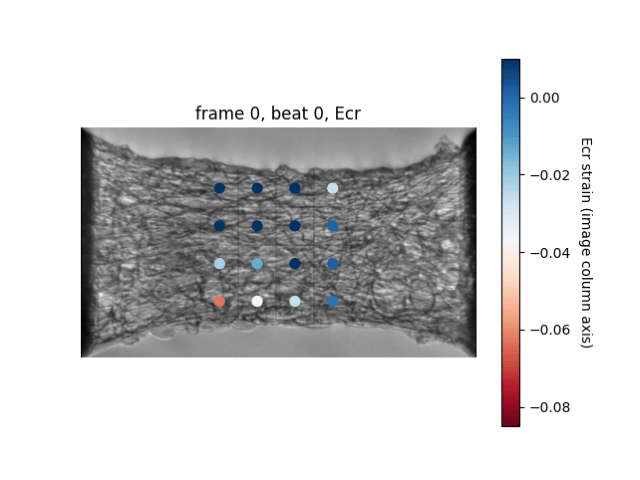 frame 0, beat 0, Ecr
0.00
−0.02
−0.04
−0.06
−0.08
Ecr strain (image column axis)